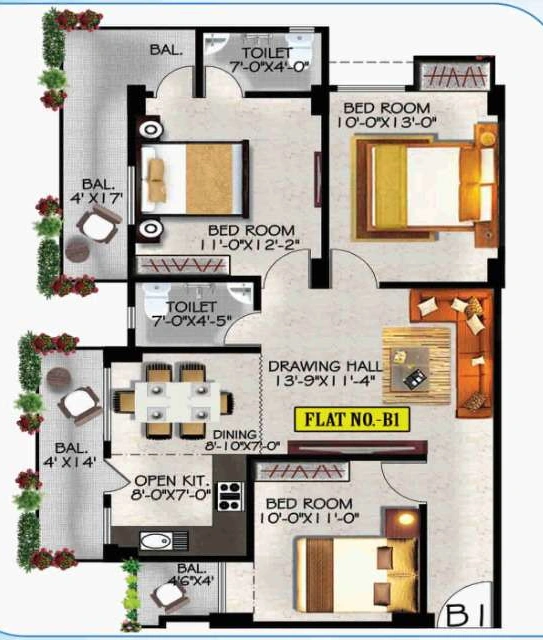 BAL.
TOILET
7'-0"X4'-0"
BED ROOM
10'-0"X13'-0"
BAL.
4'X17'
BED ROOM
11'-0"X12'-2"
TOILET
7'-0"X4'-5"
DRAWING HALL
13'-9"X11'-4"
FLAT NO.-B1
DINING
8'-10"X7'-0"
BAL.
4'X14'
OPEN KIT.
8'-0"X7'-0"
BED ROOM
10'-0"X11'-0"
BAL.
4'6"X4'
B1